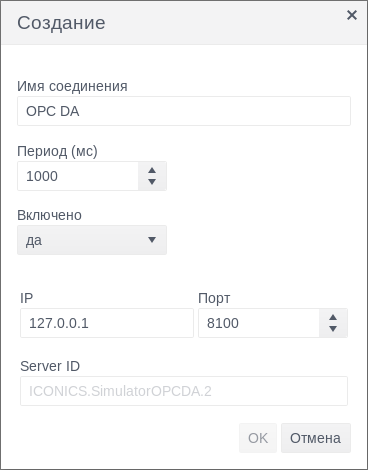 Создание
Имя соединения
OPC DA
Период (мс)
1000
Включено
да
IP Порт
127.0.0.1 8100
Server ID
ICONICS.SimulatorOPCDA.2
OK Отмена